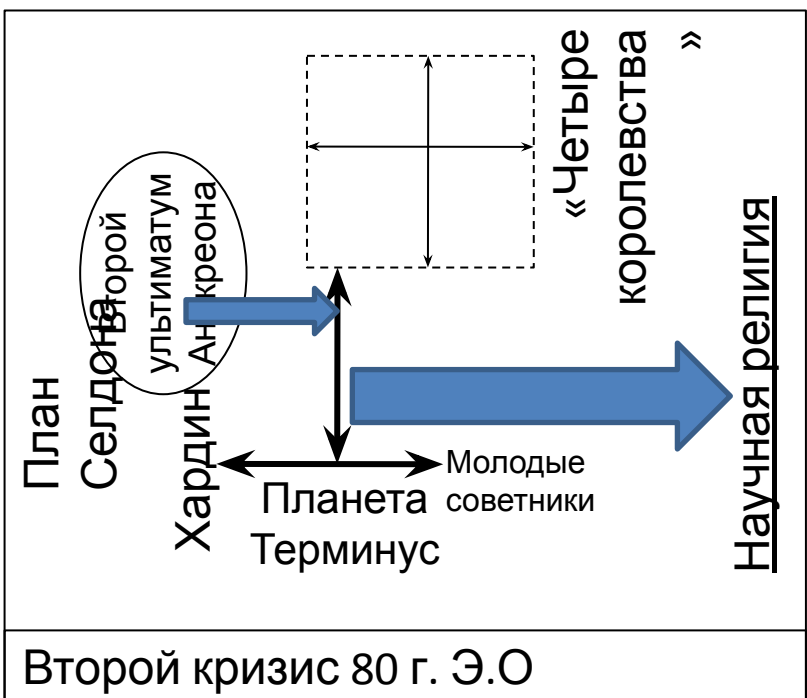 План
Селдона
Второй
ультиматум
Анакреона
Хардин
Планета
Терминус
Молодые
советники
«Четыре
королевства
»
Научная религия
Второй кризис 80 г. Э.О